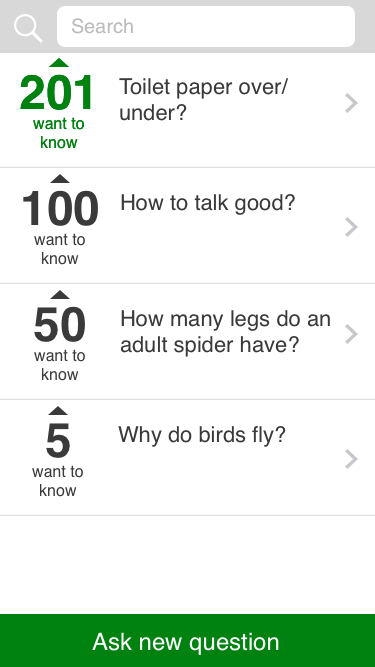 Search
201
want to
know
Toilet paper over/
under?
100
want to
know
How to talk good?
50
want to
know
How many legs do an
adult spider have?
5
want to
know
Why do birds fly?
Ask new question